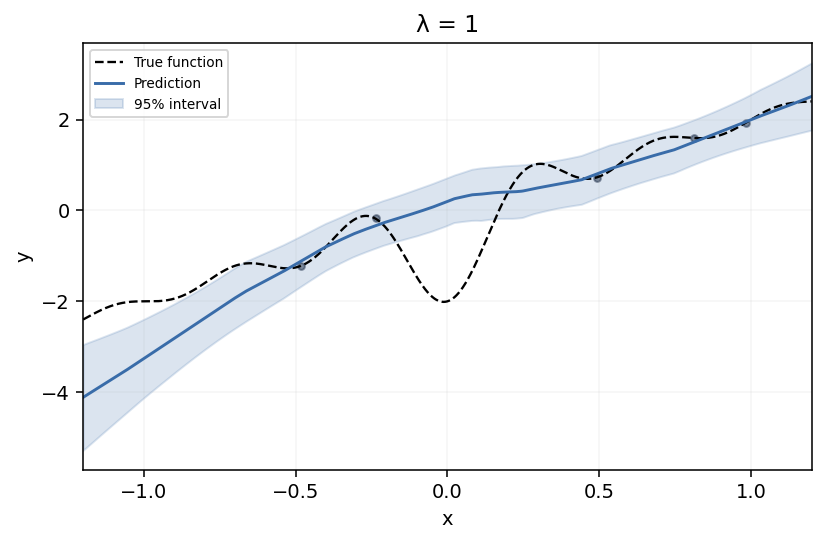 λ = 1
True function
Prediction
95% interval
y
2
0
−2
−4
−1.0 −0.5 0.0 0.5 1.0
x